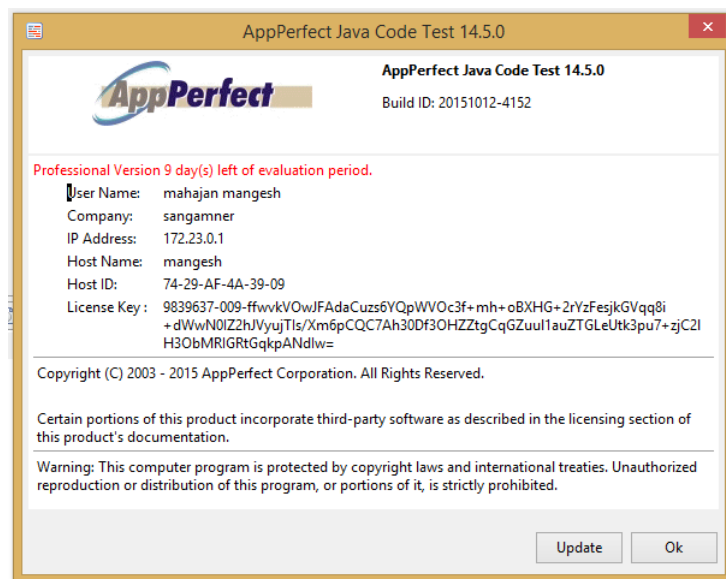 AppPerfect Java Code Test 14.5.0
AppPerfect
AppPerfect Java Code Test 14.5.0
Build ID: 20151012-4152
Professional Version 9 day(s) left of evaluation period.
User Name: mahajan mangesh
Company: sangamner
IP Address: 172.23.0.1
Host Name: mangesh
Host ID: 74-29-AF-4A-39-09
License Key : 9839637-009-ffwvkVOwJFAdaCuzs6YQpWVOc3f+mh+oBXHG+2rYzFesjkGVqq8i
+dWwN0IZ2hJVyujTIs/Xm6pCQC7Ah30Df3OHZZtgCqGZuuI1auZTGLeUtk3pu7+zjC2I
H3ObMRIGRtGqkpANdIw=
Copyright (C) 2003 - 2015 AppPerfect Corporation. All Rights Reserved.
Certain portions of this product incorporate third-party software as described in the licensing section of
this product's documentation.
Warning: This computer program is protected by copyright laws and international treaties. Unauthorized
reproduction or distribution of this program, or portions of it, is strictly prohibited.
Update Ok